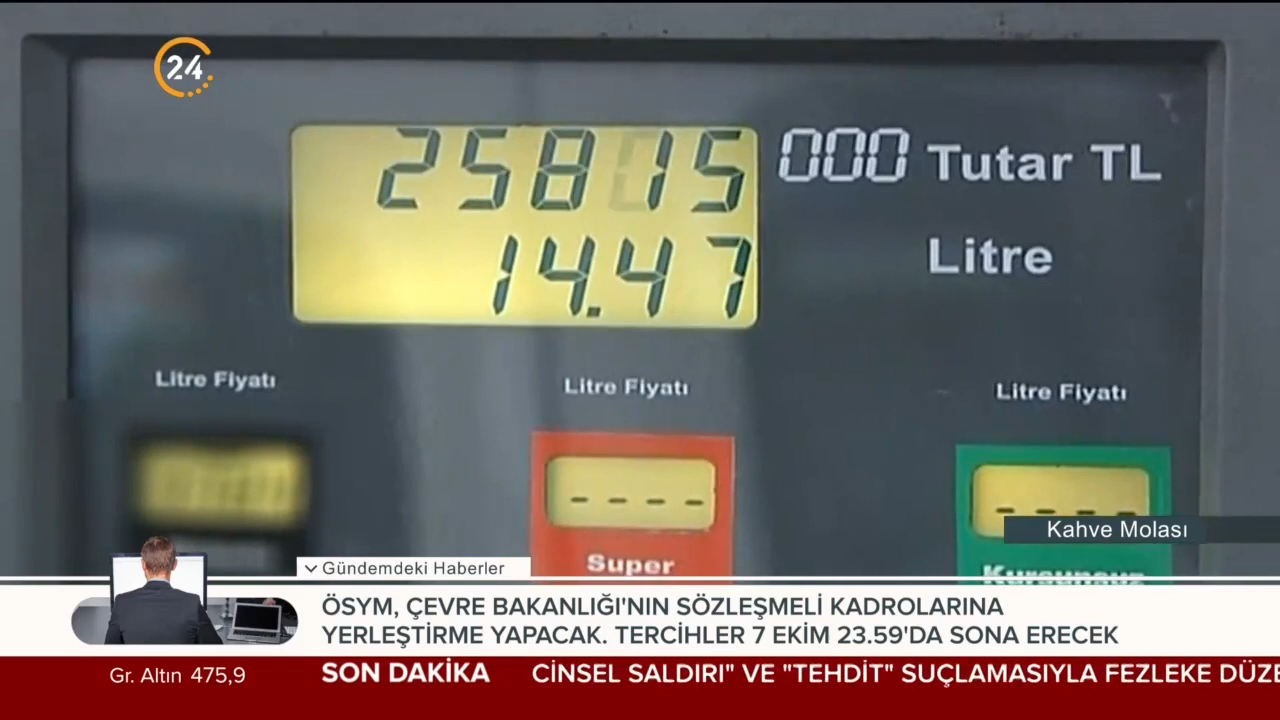 24
25815 000 Tutar TL
14.47 Litre
Litre Fiyatı
Litre Fiyatı
Litre Fiyatı
- - - -
- - - -
Kahve Molası
Super
Kurşunsuz
Gündemdeki Haberler
ÖSYM, ÇEVRE BAKANLIĞI'NIN SÖZLEŞMELİ KADROLARINA
YERLEŞTİRME YAPACAK. TERCİHLER 7 EKİM 23.59'DA SONA ERECEK
Gr. Altın 475,9
SON DAKİKA CİNSEL SALDIRI" VE "TEHDİT" SUÇLAMASIYLA FEZLEKE DÜZE